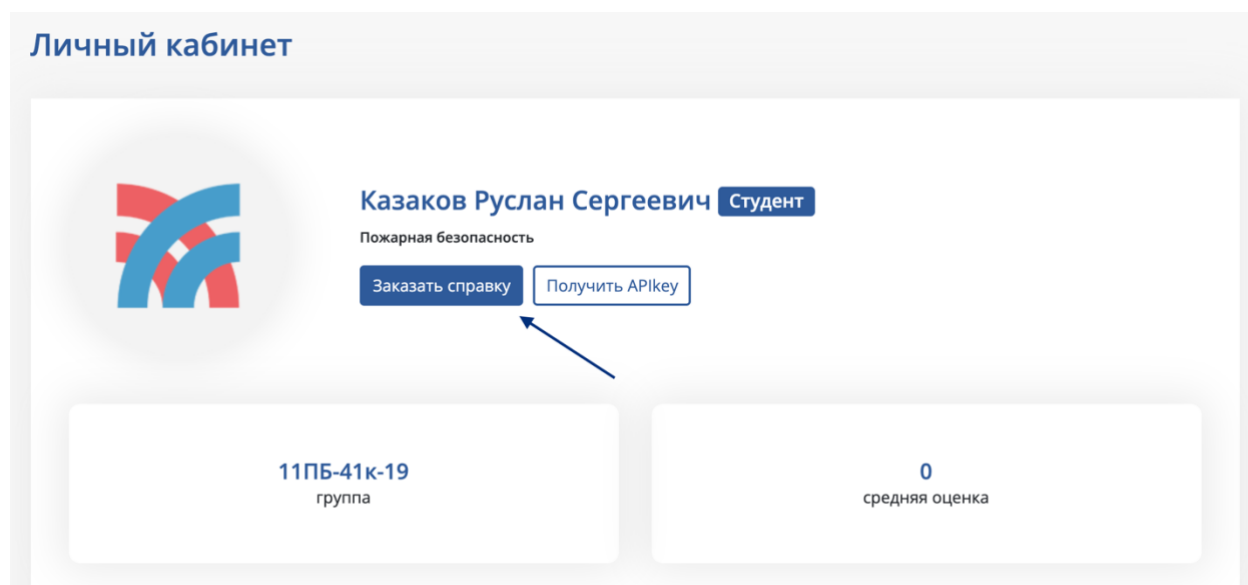 Личный кабинет
Казаков Руслан Сергеевич Студент
Пожарная безопасность
Заказать справку Получить APIkey
11ПБ-41к-19
группа
0
средняя оценка